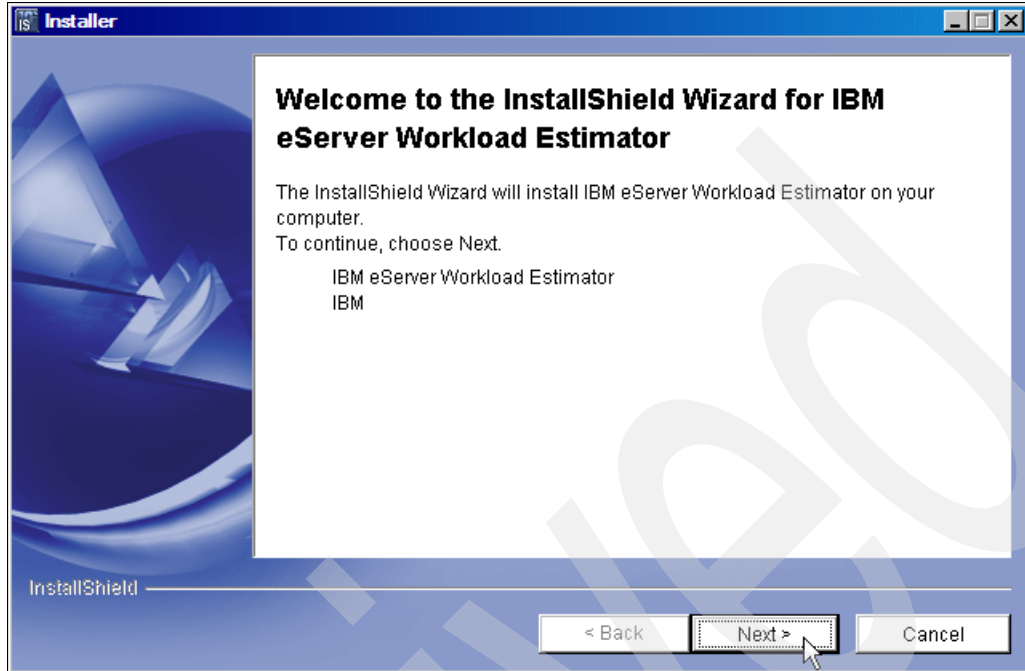 Installer
Welcome to the InstallShield Wizard for IBM
eServer Workload Estimator
The InstallShield Wizard will install IBM eServer Workload Estimator on your
computer.
To continue, choose Next.
IBM eServer Workload Estimator
IBM
InstallShield
< Back
Next >
Cancel